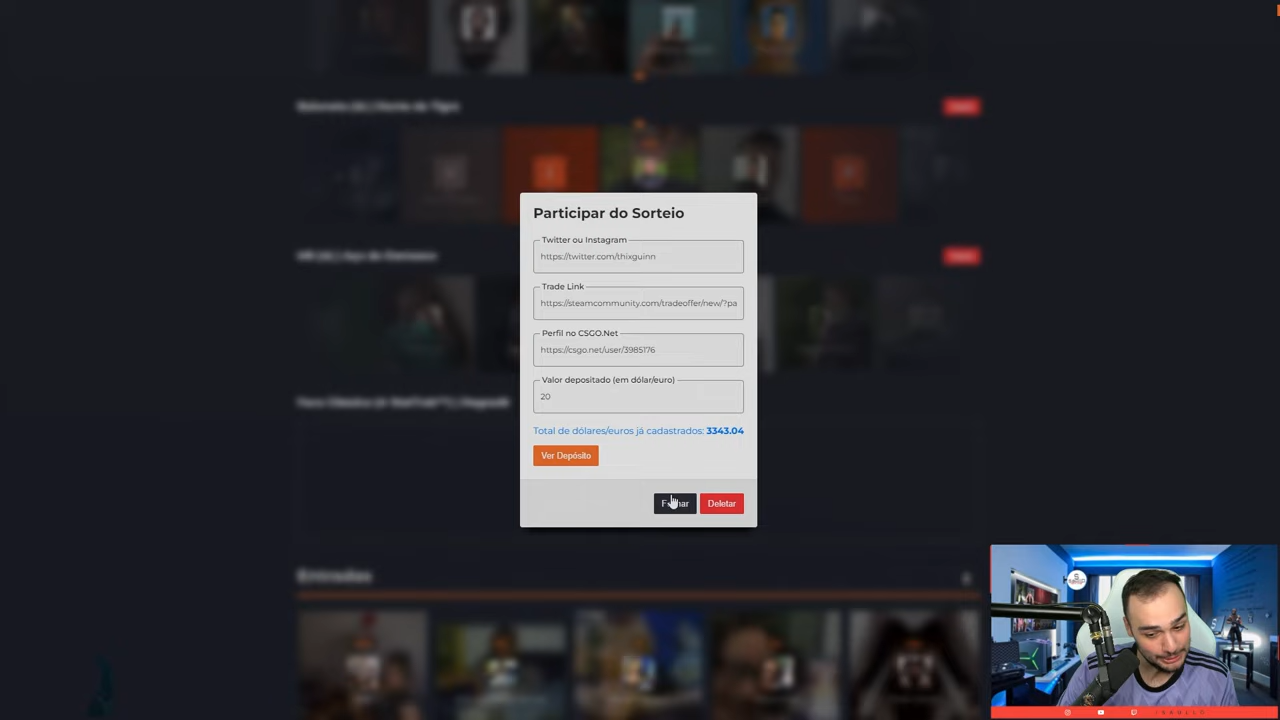 Participar do Sorteio
Twitter ou Instagram
https://twitter.com/thixguinn
Trade Link
https://steamcommunity.com/tradeoffer/new/?pa
Perfil no CSGO.Net
https://csgo.net/user/3985176
Valor depositado (em dólar/euro)
20
Total de dólares/euros já cadastrados: 3343.04
Ver Depósito
Deletar
Entradas